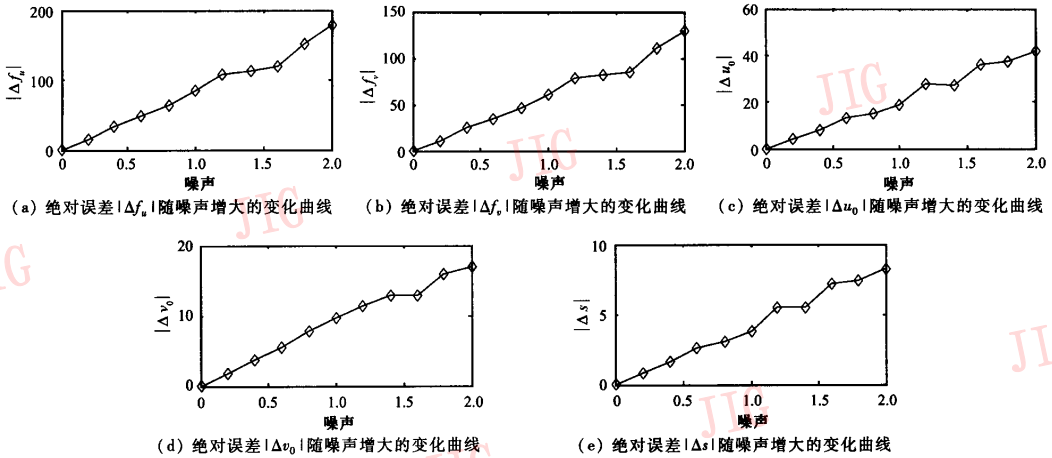 200
100
0
|Δf_u|
0 0.5 1.0 1.5 2.0
噪声
(a) 绝对误差|Δf_u|随噪声增大的变化曲线
150
100
50
0
|Δf_v|
0 0.5 1.0 1.5 2.0
噪声
(b) 绝对误差|Δf_v|随噪声增大的变化曲线
60
40
20
0
|Δu_0|
0 0.5 1.0 1.5 2.0
噪声
(c) 绝对误差|Δu_0|随噪声增大的变化曲线
20
10
0
|Δv_0|
0 0.5 1.0 1.5 2.0
噪声
(d) 绝对误差|Δv_0|随噪声增大的变化曲线
10
5
0
|Δs|
0 0.5 1.0 1.5 2.0
噪声
(e) 绝对误差|Δs|随噪声增大的变化曲线
JIG
JIG
JIG
JIG
JIG
JIG
JIG